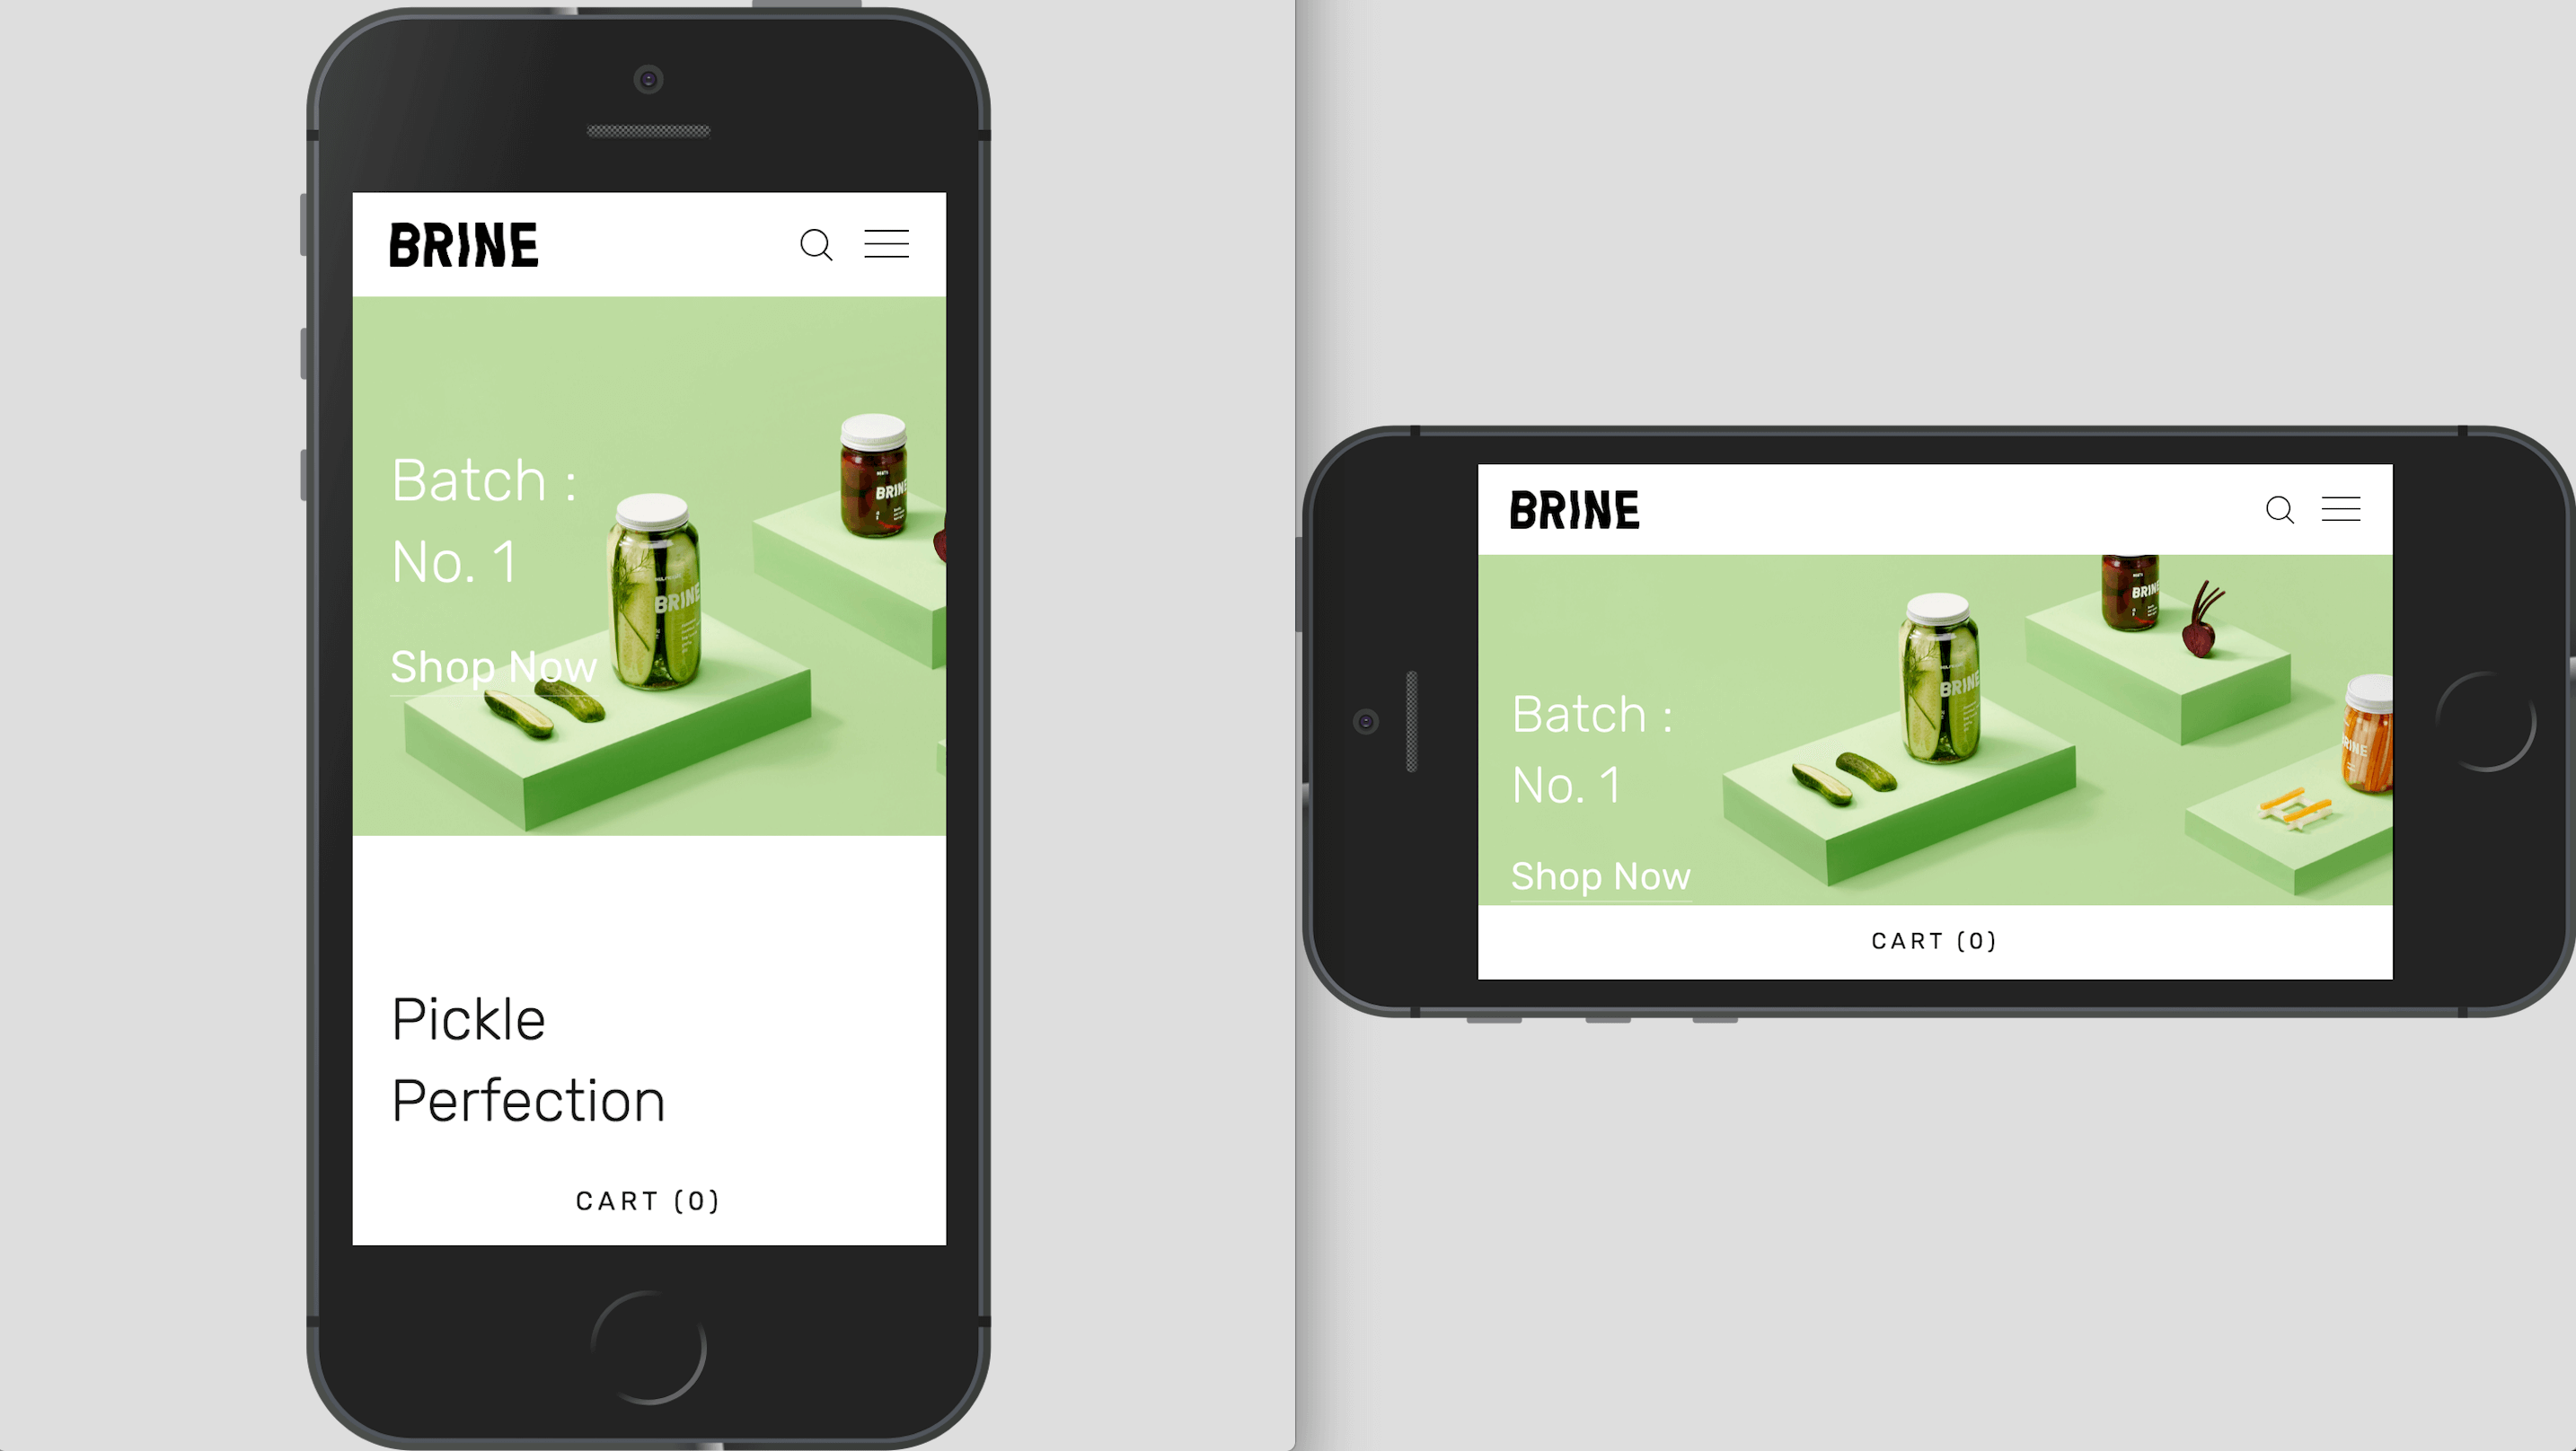 BRINE
BRINE
Batch :
BRINE
No. 1
Shop Now
Pickle
Perfection
CART (0)
BRINE
BRINE
BRINE
Batch :
BRINE
No. 1
Shop Now
CART (0)